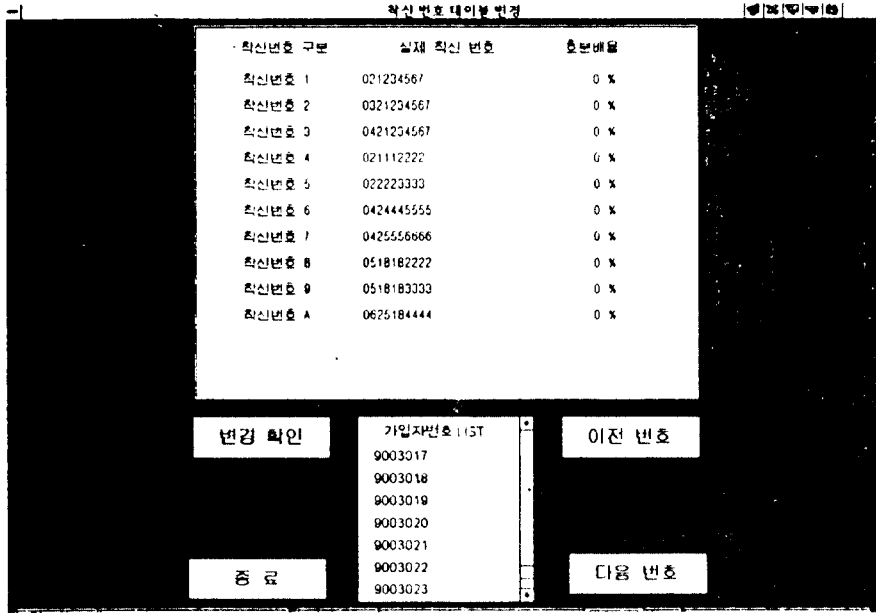 착신 번호 테이블 변경
착신번호 구분 실제 착신 번호 호분배율
착신번호 1 021234567 0 %
착신번호 2 0321234567 0 %
착신번호 3 0421234567 0 %
착신번호 4 021112222 0 %
착신번호 5 022223333 0 %
착신번호 6 0424445555 0 %
착신번호 7 0425556666 0 %
착신번호 8 0518182222 0 %
착신번호 9 0518183333 0 %
착신번호 A 0625184444 0 %
변경 확인
가입자번호 LIST
9003017
9003018
9003019
9003020
9003021
9003022
9003023
이전 번호
종료
다음 번호